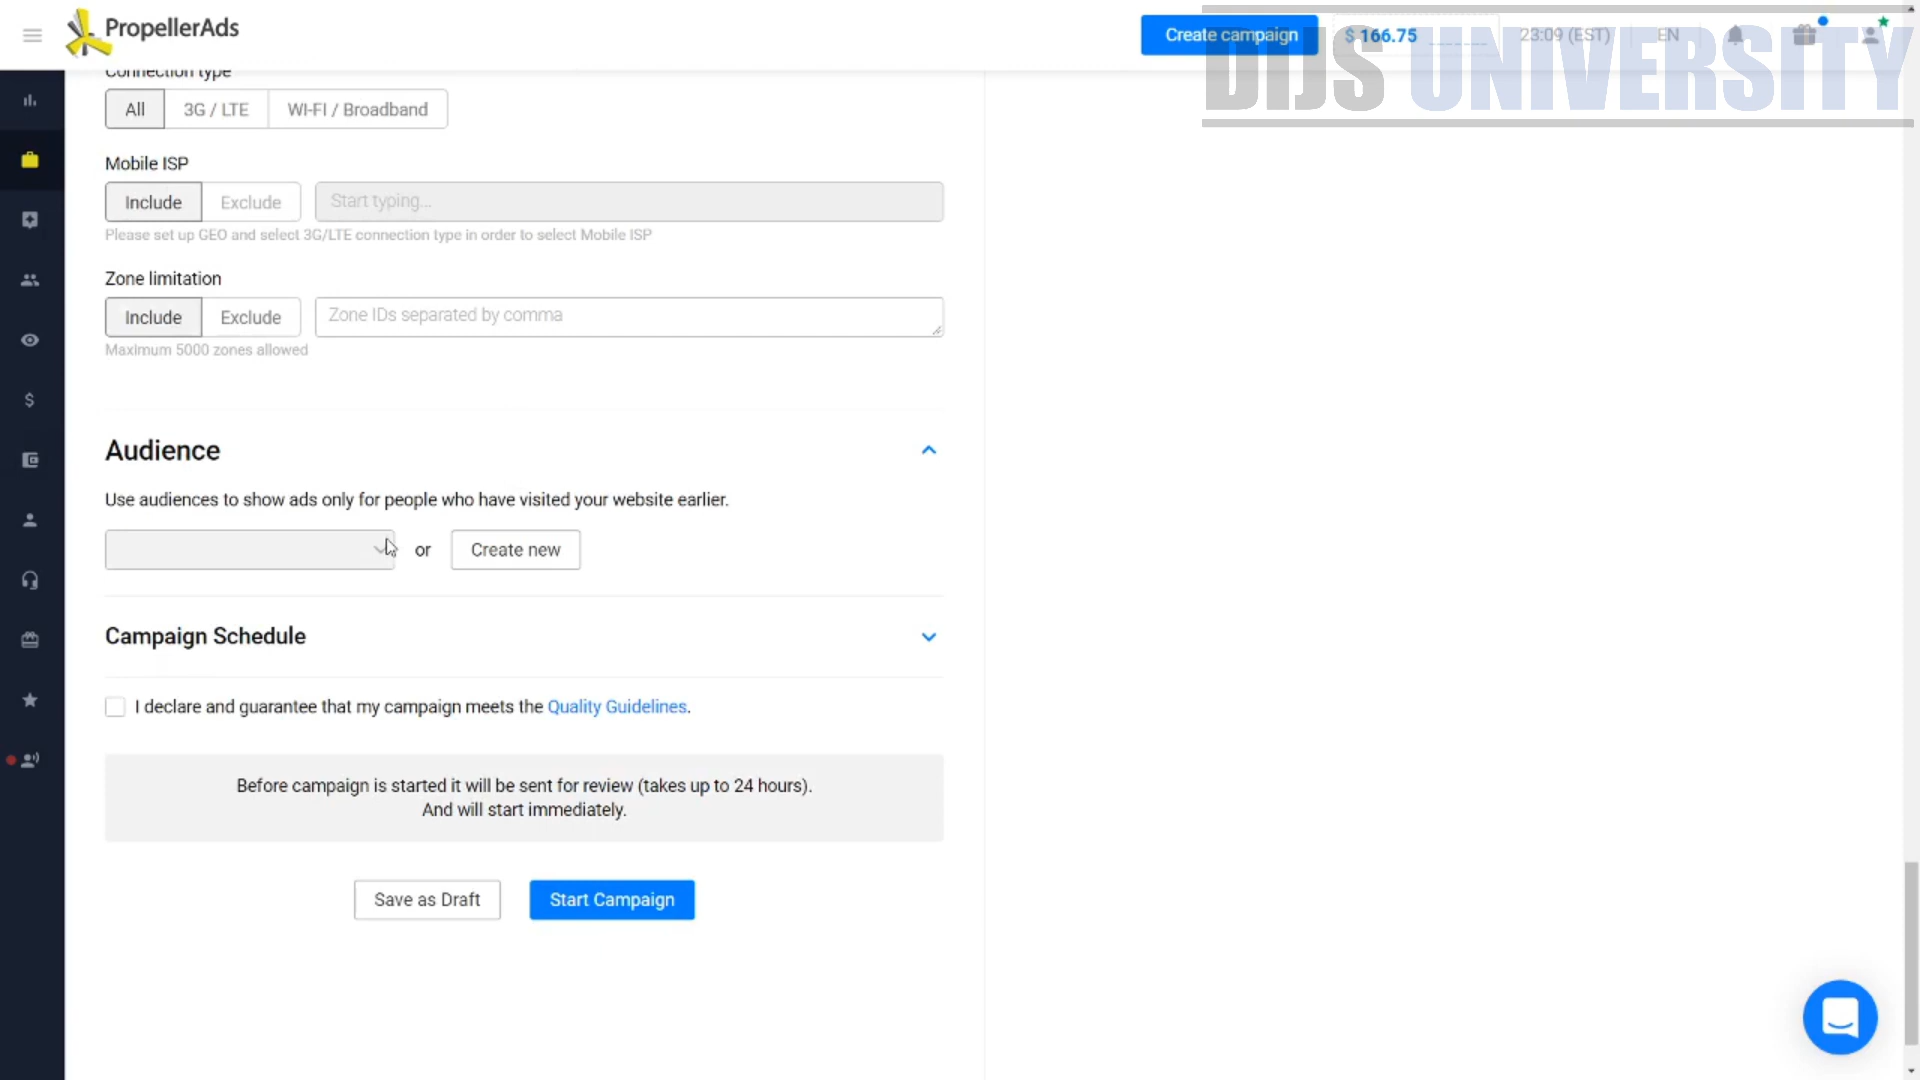 PropellerAds
Create campaign
$ 166.75
23:09 (EST)
EN
DIJS UNIVERSITY
Connection type
All
3G / LTE
WI-FI / Broadband
Mobile ISP
Include
Exclude
Start typing...
Please set up GEO and select 3G/LTE connection type in order to select Mobile ISP
Zone limitation
Include
Exclude
Zone IDs separated by comma
Maximum 5000 zones allowed
Audience
Use audiences to show ads only for people who have visited your website earlier.
or
Create new
Campaign Schedule
I declare and guarantee that my campaign meets the Quality Guidelines.
Before campaign is started it will be sent for review (takes up to 24 hours).
And will start immediately.
Save as Draft
Start Campaign